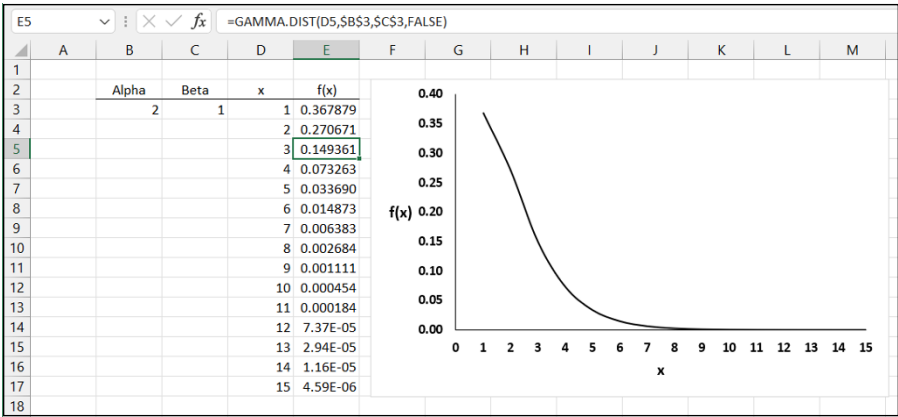 E5 fx =GAMMA.DIST(D5,$B$3,$C$3,FALSE)
A B C D E F G H I J K L M
1
2 Alpha Beta x f(x)
3 2 1 1 0.367879
4 2 0.270671
5 3 0.149361
6 4 0.073263
7 5 0.033690
8 6 0.014873
9 7 0.006383
10 8 0.002684
11 9 0.001111
12 10 0.000454
13 11 0.000184
14 12 7.37E-05
15 13 2.94E-05
16 14 1.16E-05
17 15 4.59E-06
18
0.40
0.35
0.30
0.25
f(x) 0.20
0.15
0.10
0.05
0.00
0 1 2 3 4 5 6 7 8 9 10 11 12 13 14 15
x